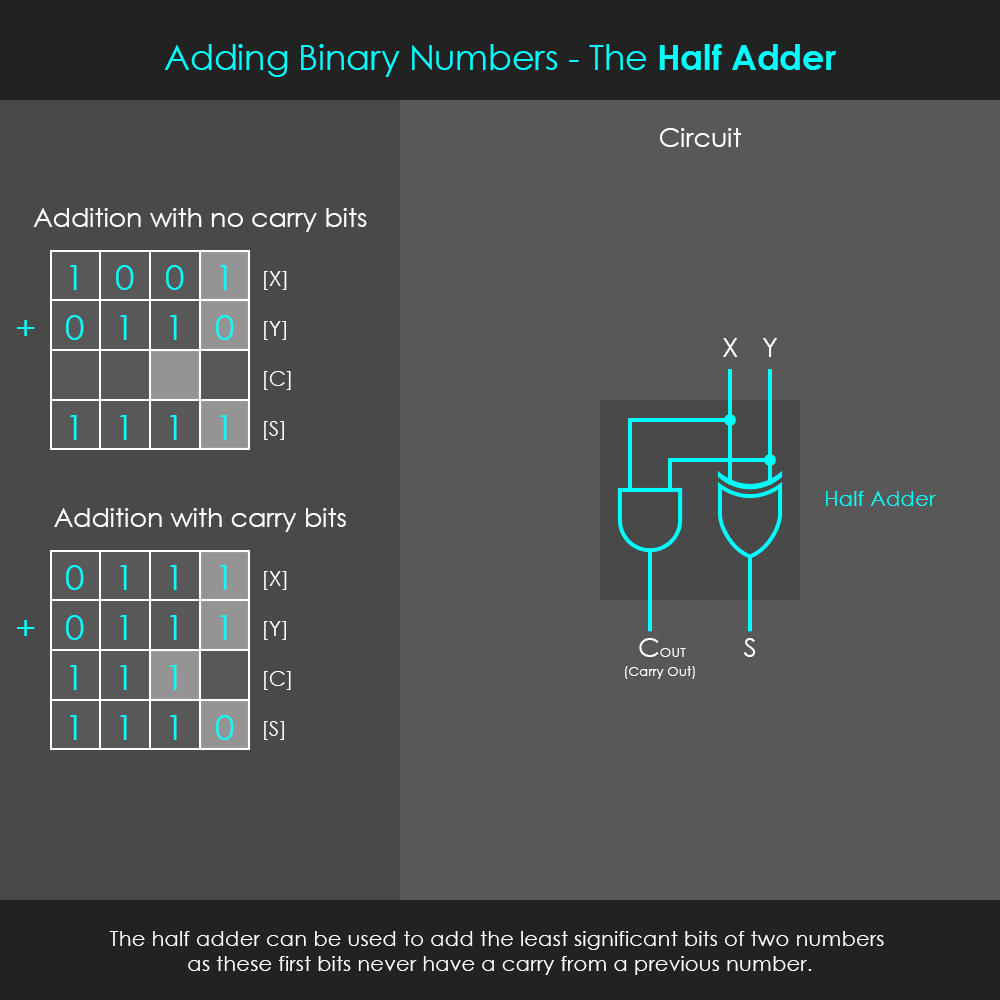 Adding Binary Numbers - The Half Adder
Circuit
Addition with no carry bits
1 0 0 1 [X]
+ 0 1 1 0 [Y]
[C]
1 1 1 1 [S]
Addition with carry bits
0 1 1 1 [X]
+ 0 1 1 1 [Y]
1 1 1 [C]
1 1 1 0 [S]
X Y
Half Adder
COUT S
(Carry Out)
The half adder can be used to add the least significant bits of two numbers
as these first bits never have a carry from a previous number.